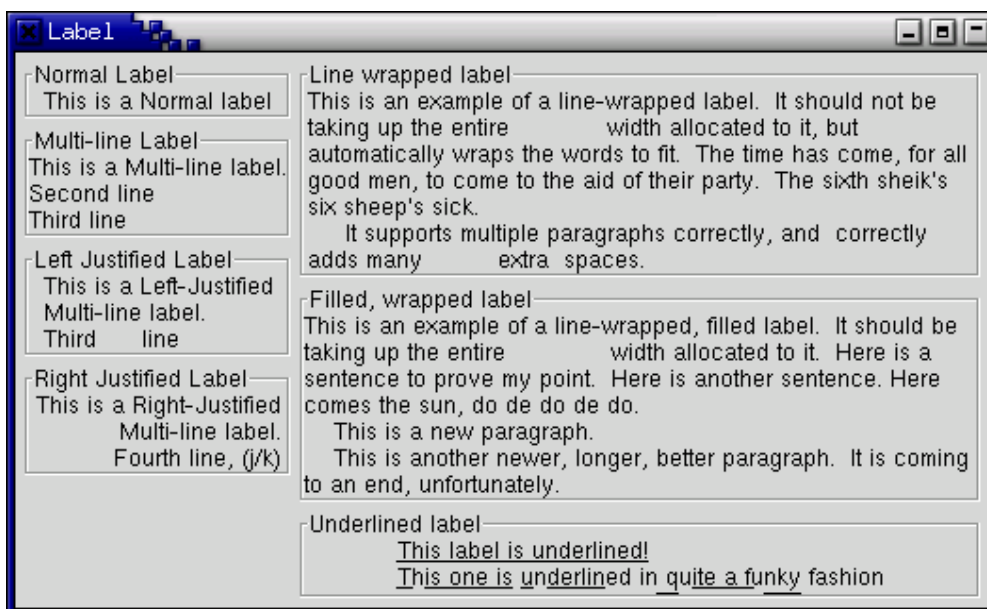 Label
Normal Label
This is a Normal label
Multi-line Label
This is a Multi-line label.
Second line
Third line
Left Justified Label
This is a Left-Justified
Multi-line label.
Third      line
Right Justified Label
This is a Right-Justified
Multi-line label.
Fourth line, (j/k)
Line wrapped label
This is an example of a line-wrapped label.  It should not be
taking up the entire             width allocated to it, but
automatically wraps the words to fit.  The time has come, for all
good men, to come to the aid of their party.  The sixth sheik's
six sheep's sick.
     It supports multiple paragraphs correctly, and  correctly
adds many          extra  spaces.
Filled, wrapped label
This is an example of a line-wrapped, filled label.  It should be
taking up the entire              width allocated to it.  Here is a
sentence to prove my point.  Here is another sentence. Here
comes the sun, do de do de do.
    This is a new paragraph.
    This is another newer, longer, better paragraph.  It is coming
to an end, unfortunately.
Underlined label
This label is underlined!
This one is underlined in quite a funky fashion